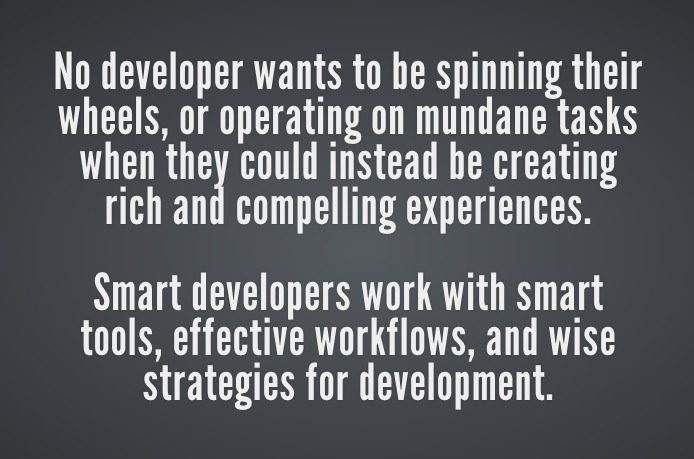 No developer wants to be spinning their
wheels, or operating on mundane tasks
when they could instead be creating
rich and compelling experiences.
Smart developers work with smart
tools, effective workflows, and wise
strategies for development.